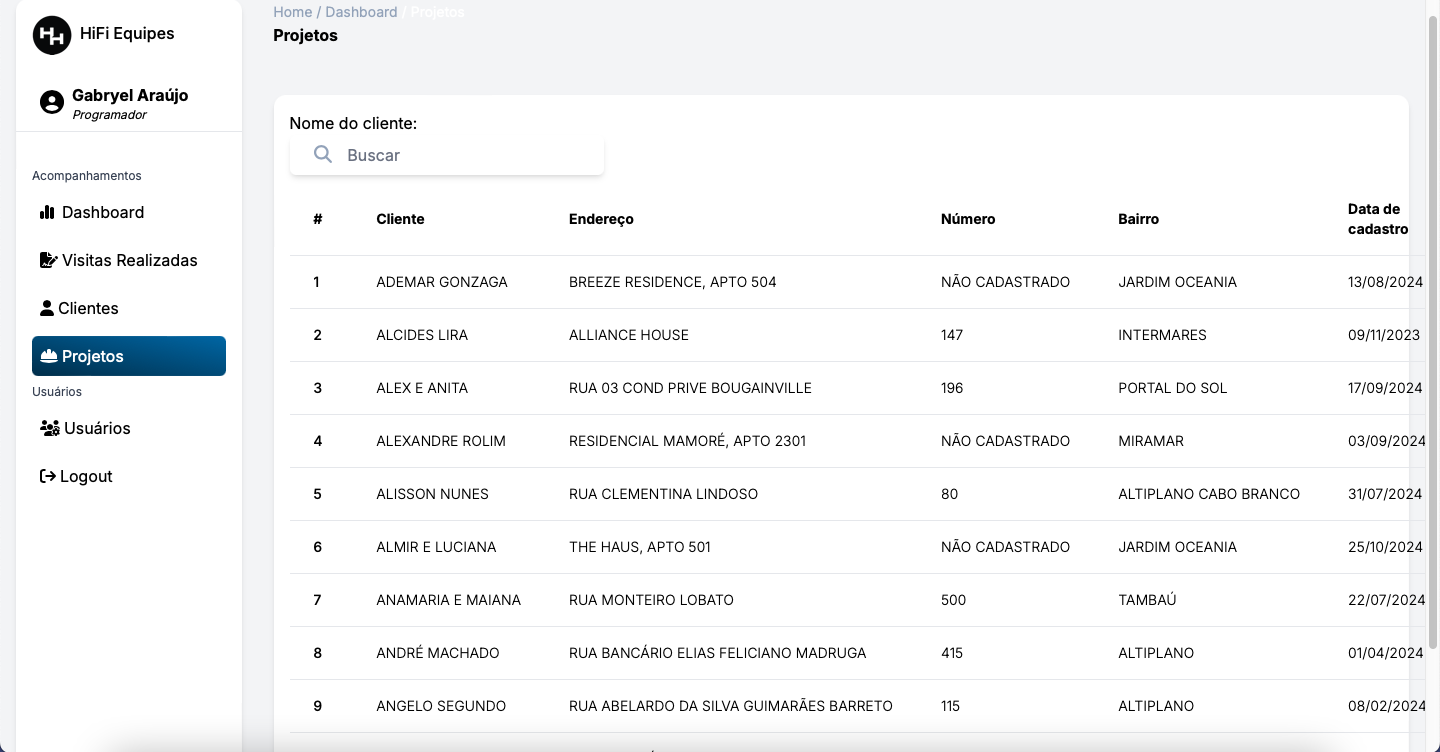 HiFi Equipes
Gabryel Araújo
Programador
Acompanhamentos
Dashboard
Visitas Realizadas
Clientes
Projetos
Usuários
Usuários
Logout
Home / Dashboard / Projetos
Projetos
Nome do cliente:
Buscar
# Cliente Endereço Número Bairro Data de cadastro
1 ADEMAR GONZAGA BREEZE RESIDENCE, APTO 504 NÃO CADASTRADO JARDIM OCEANIA 13/08/2024
2 ALCIDES LIRA ALLIANCE HOUSE 147 INTERMARES 09/11/2023
3 ALEX E ANITA RUA 03 COND PRIVE BOUGAINVILLE 196 PORTAL DO SOL 17/09/2024
4 ALEXANDRE ROLIM RESIDENCIAL MAMORÉ, APTO 2301 NÃO CADASTRADO MIRAMAR 03/09/2024
5 ALISSON NUNES RUA CLEMENTINA LINDOSO 80 ALTIPLANO CABO BRANCO 31/07/2024
6 ALMIR E LUCIANA THE HAUS, APTO 501 NÃO CADASTRADO JARDIM OCEANIA 25/10/2024
7 ANAMARIA E MAIANA RUA MONTEIRO LOBATO 500 TAMBAÚ 22/07/2024
8 ANDRÉ MACHADO RUA BANCÁRIO ELIAS FELICIANO MADRUGA 415 ALTIPLANO 01/04/2024
9 ANGELO SEGUNDO RUA ABELARDO DA SILVA GUIMARÃES BARRETO 115 ALTIPLANO 08/02/2024